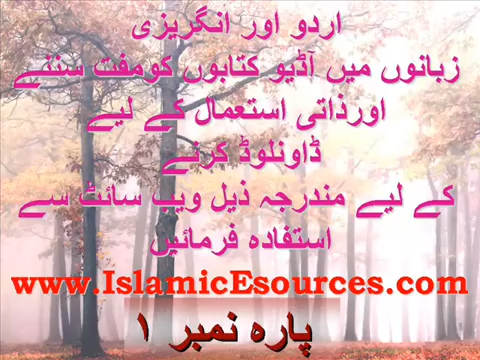 اردو اور انگریزی
زبانوں میں آڈیو کتابوں کومفت سننے
اورذاتی استعمال کے لیے
ڈاونلوڈ کرنے
کے لیے مندرجہ ذیل ویب سائٹ سے
استفادہ فرمائیں
www.IslamicEsources.com
پارہ نمبر ۱